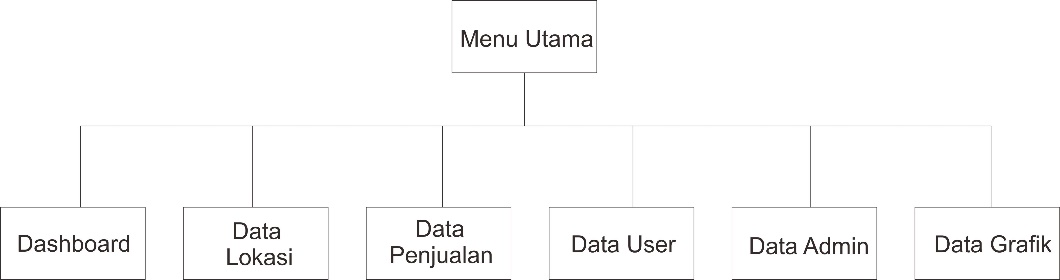 Menu Utama
Dashboard
Data
Lokasi
Data
Penjualan
Data User
Data Admin
Data Grafik